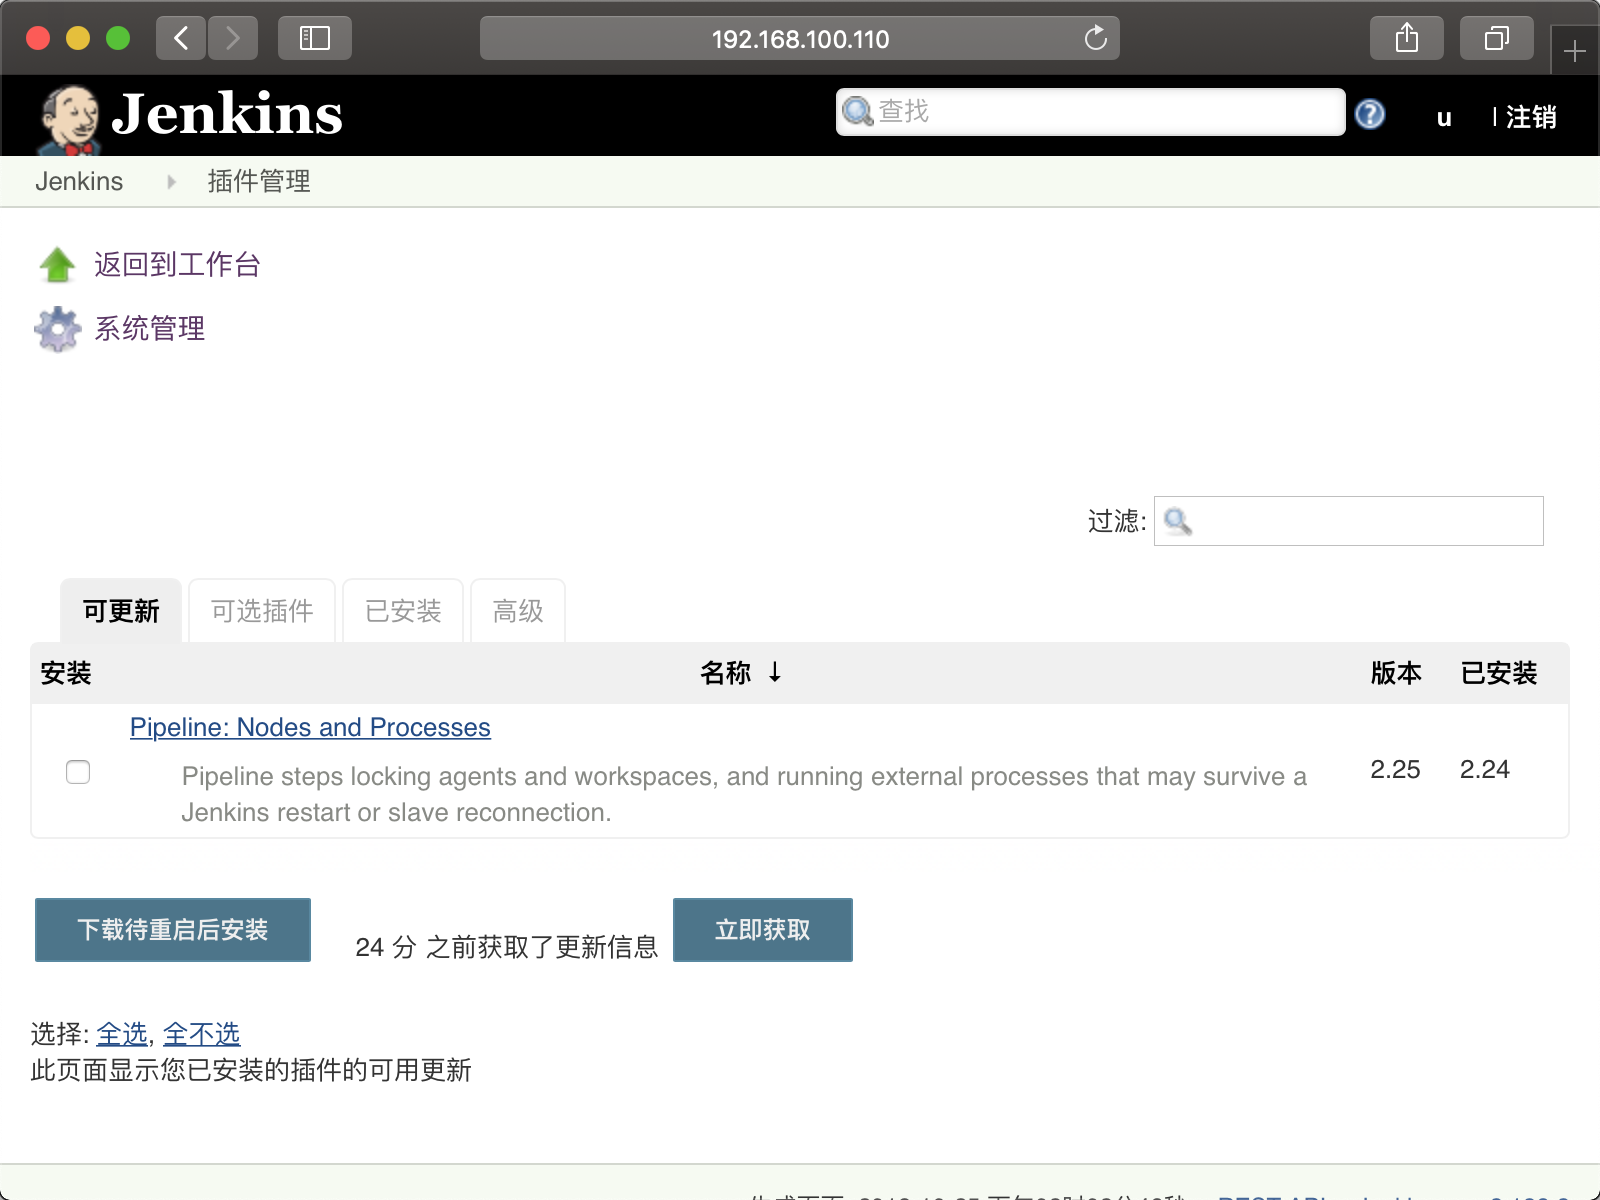 192.168.100.110
Jenkins
查找
u
| 注销
Jenkins
插件管理
返回到工作台
系统管理
过滤:
可更新
可选插件
已安装
高级
安装 名称 ↓ 版本 已安装
Pipeline: Nodes and Processes
Pipeline steps locking agents and workspaces, and running external processes that may survive a
Jenkins restart or slave reconnection.
2.25 2.24
下载待重启后安装
24 分 之前获取了更新信息
立即获取
选择: 全选, 全不选
此页面显示您已安装的插件的可用更新